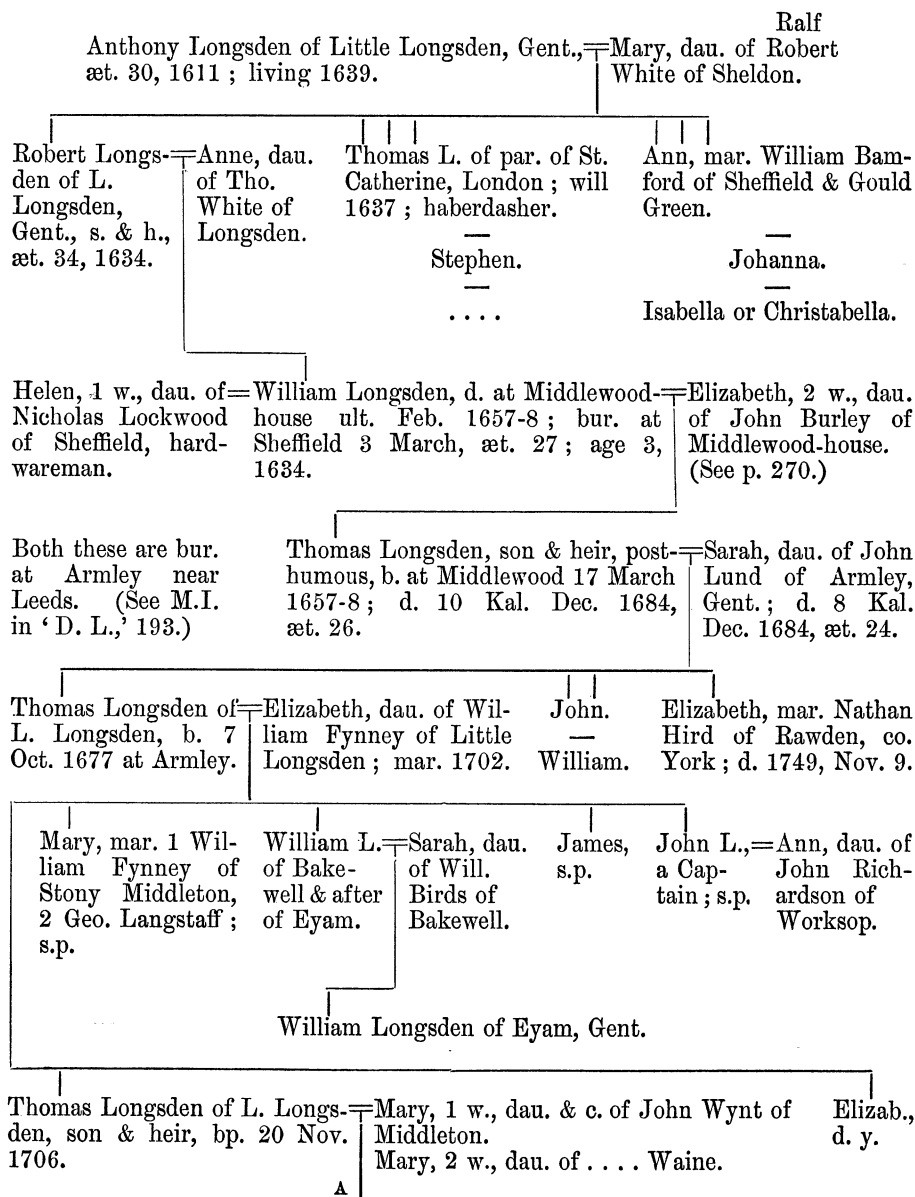 Ralf
Anthony Longsden of Little Longsden, Gent.,
æt. 30, 1611 ; living 1639.
Mary, dau. of Robert
White of Sheldon.
Robert Longs-
den of L.
Longsden,
Gent., s. & h.,
æt. 34, 1634.
Anne, dau.
of Tho.
White of
Longsden.
Thomas L. of par. of St.
Catherine, London ; will
1637 ; haberdasher.
—
Stephen.
—
. . . .
Ann, mar. William Bam-
ford of Sheffield & Gould
Green.
—
Johanna.
—
Isabella or Christabella.
Helen, 1 w., dau. of
Nicholas Lockwood
of Sheffield, hard-
wareman.
William Longsden, d. at Middlewood-
house ult. Feb. 1657-8 ; bur. at
Sheffield 3 March, æt. 27 ; age 3,
1634.
Elizabeth, 2 w., dau.
of John Burley of
Middlewood-house.
(See p. 270.)
Both these are bur.
at Armley near
Leeds. (See M.I.
in ‘ D. L.,’ 193.)
Thomas Longsden, son & heir, post-
humous, b. at Middlewood 17 March
1657-8 ; d. 10 Kal. Dec. 1684,
æt. 26.
Sarah, dau. of John
Lund of Armley,
Gent. ; d. 8 Kal.
Dec. 1684, æt. 24.
Thomas Longsden of
L. Longsden, b. 7
Oct. 1677 at Armley.
Elizabeth, dau. of Wil-
liam Fynney of Little
Longsden ; mar. 1702.
John.
—
William.
Elizabeth, mar. Nathan
Hird of Rawden, co.
York ; d. 1749, Nov. 9.
Mary, mar. 1 Wil-
liam Fynney of
Stony Middleton,
2 Geo. Langstaff ;
s.p.
William L.
of Bake-
well & after
of Eyam.
Sarah, dau.
of Will.
Birds of
Bakewell.
James,
s.p.
John L.,
a Cap-
tain ; s.p.
Ann, dau. of
John Rich-
ardson of
Worksop.
William Longsden of Eyam, Gent.
Thomas Longsden of L. Longs-
den, son & heir, bp. 20 Nov.
1706.
Mary, 1 w., dau. & c. of John Wynt of
Middleton.
Mary, 2 w., dau. of . . . . Waine.
Elizab.,
d. y.
A